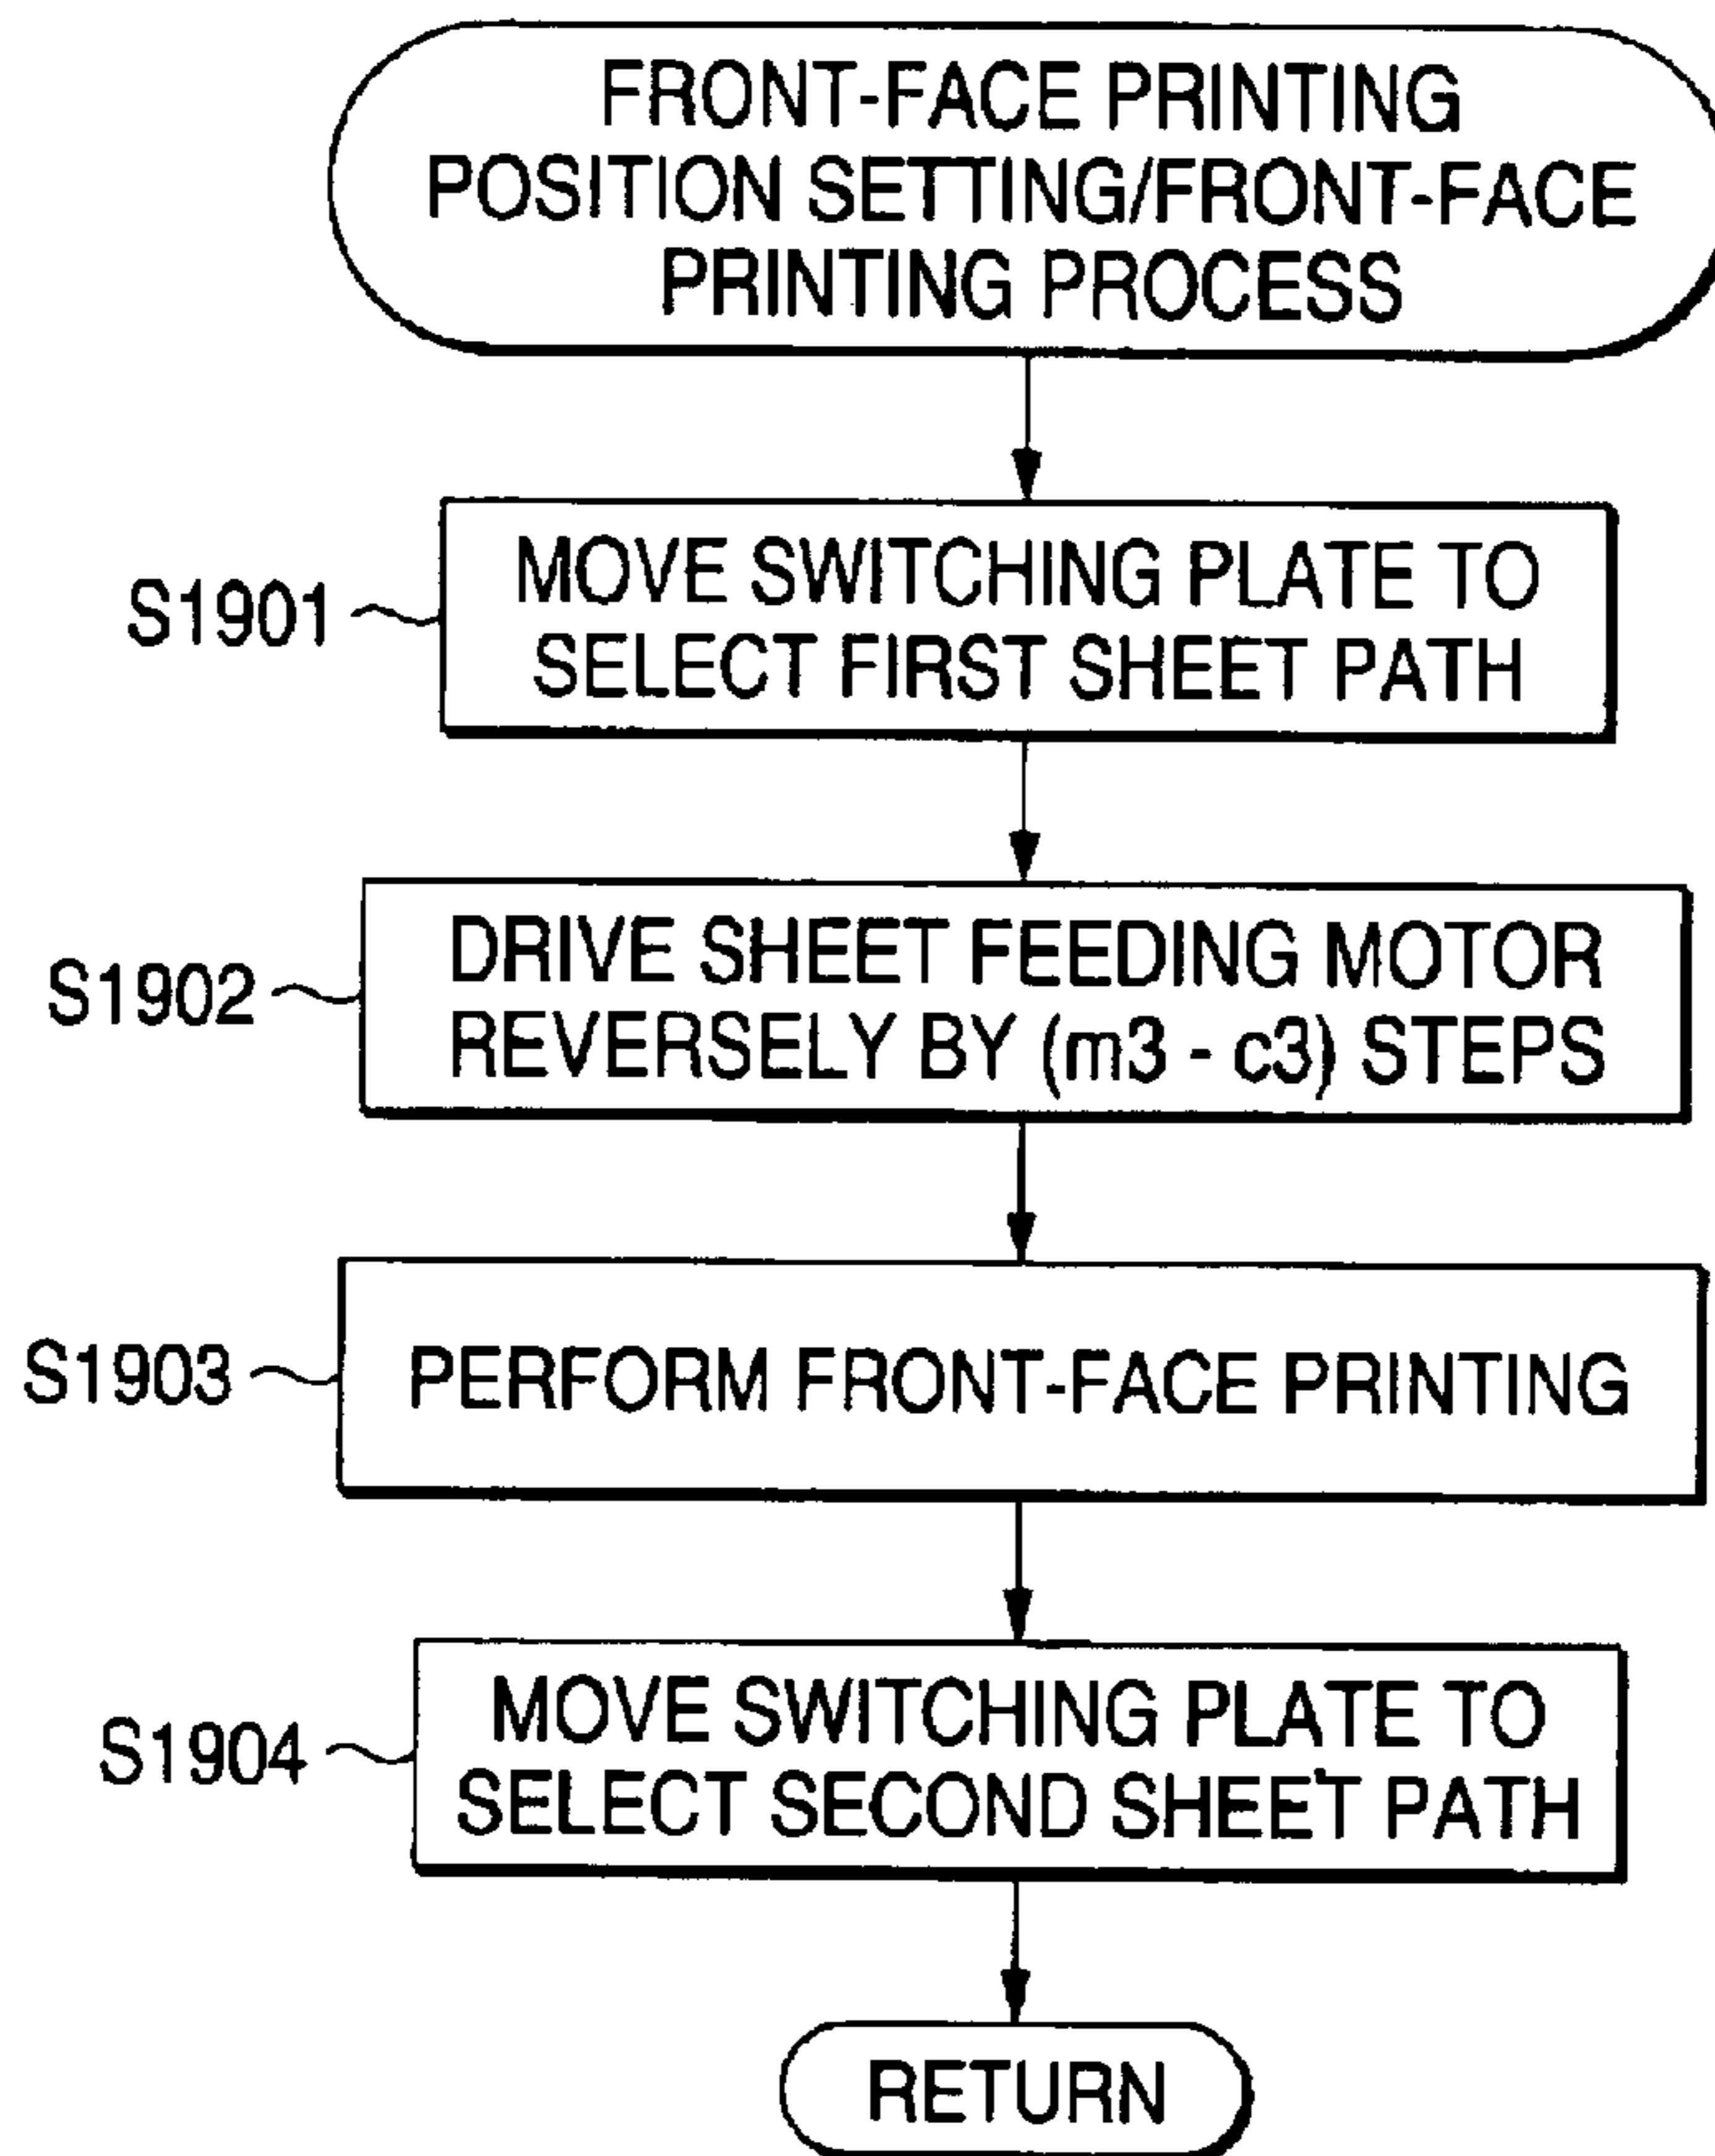 FRONT-FACE PRINTING
POSITION SETTING/FRONT-FACE
PRINTING PROCESS
S1901
MOVE SWITCHING PLATE TO
SELECT FIRST SHEET PATH
S1902
DRIVE SHEET FEEDING MOTOR
REVERSELY BY (m3 - c3) STEPS
S1903
PERFORM FRONT-FACE PRINTING
S1904
MOVE SWITCHING PLATE TO
SELECT SECOND SHEET PATH
RETURN